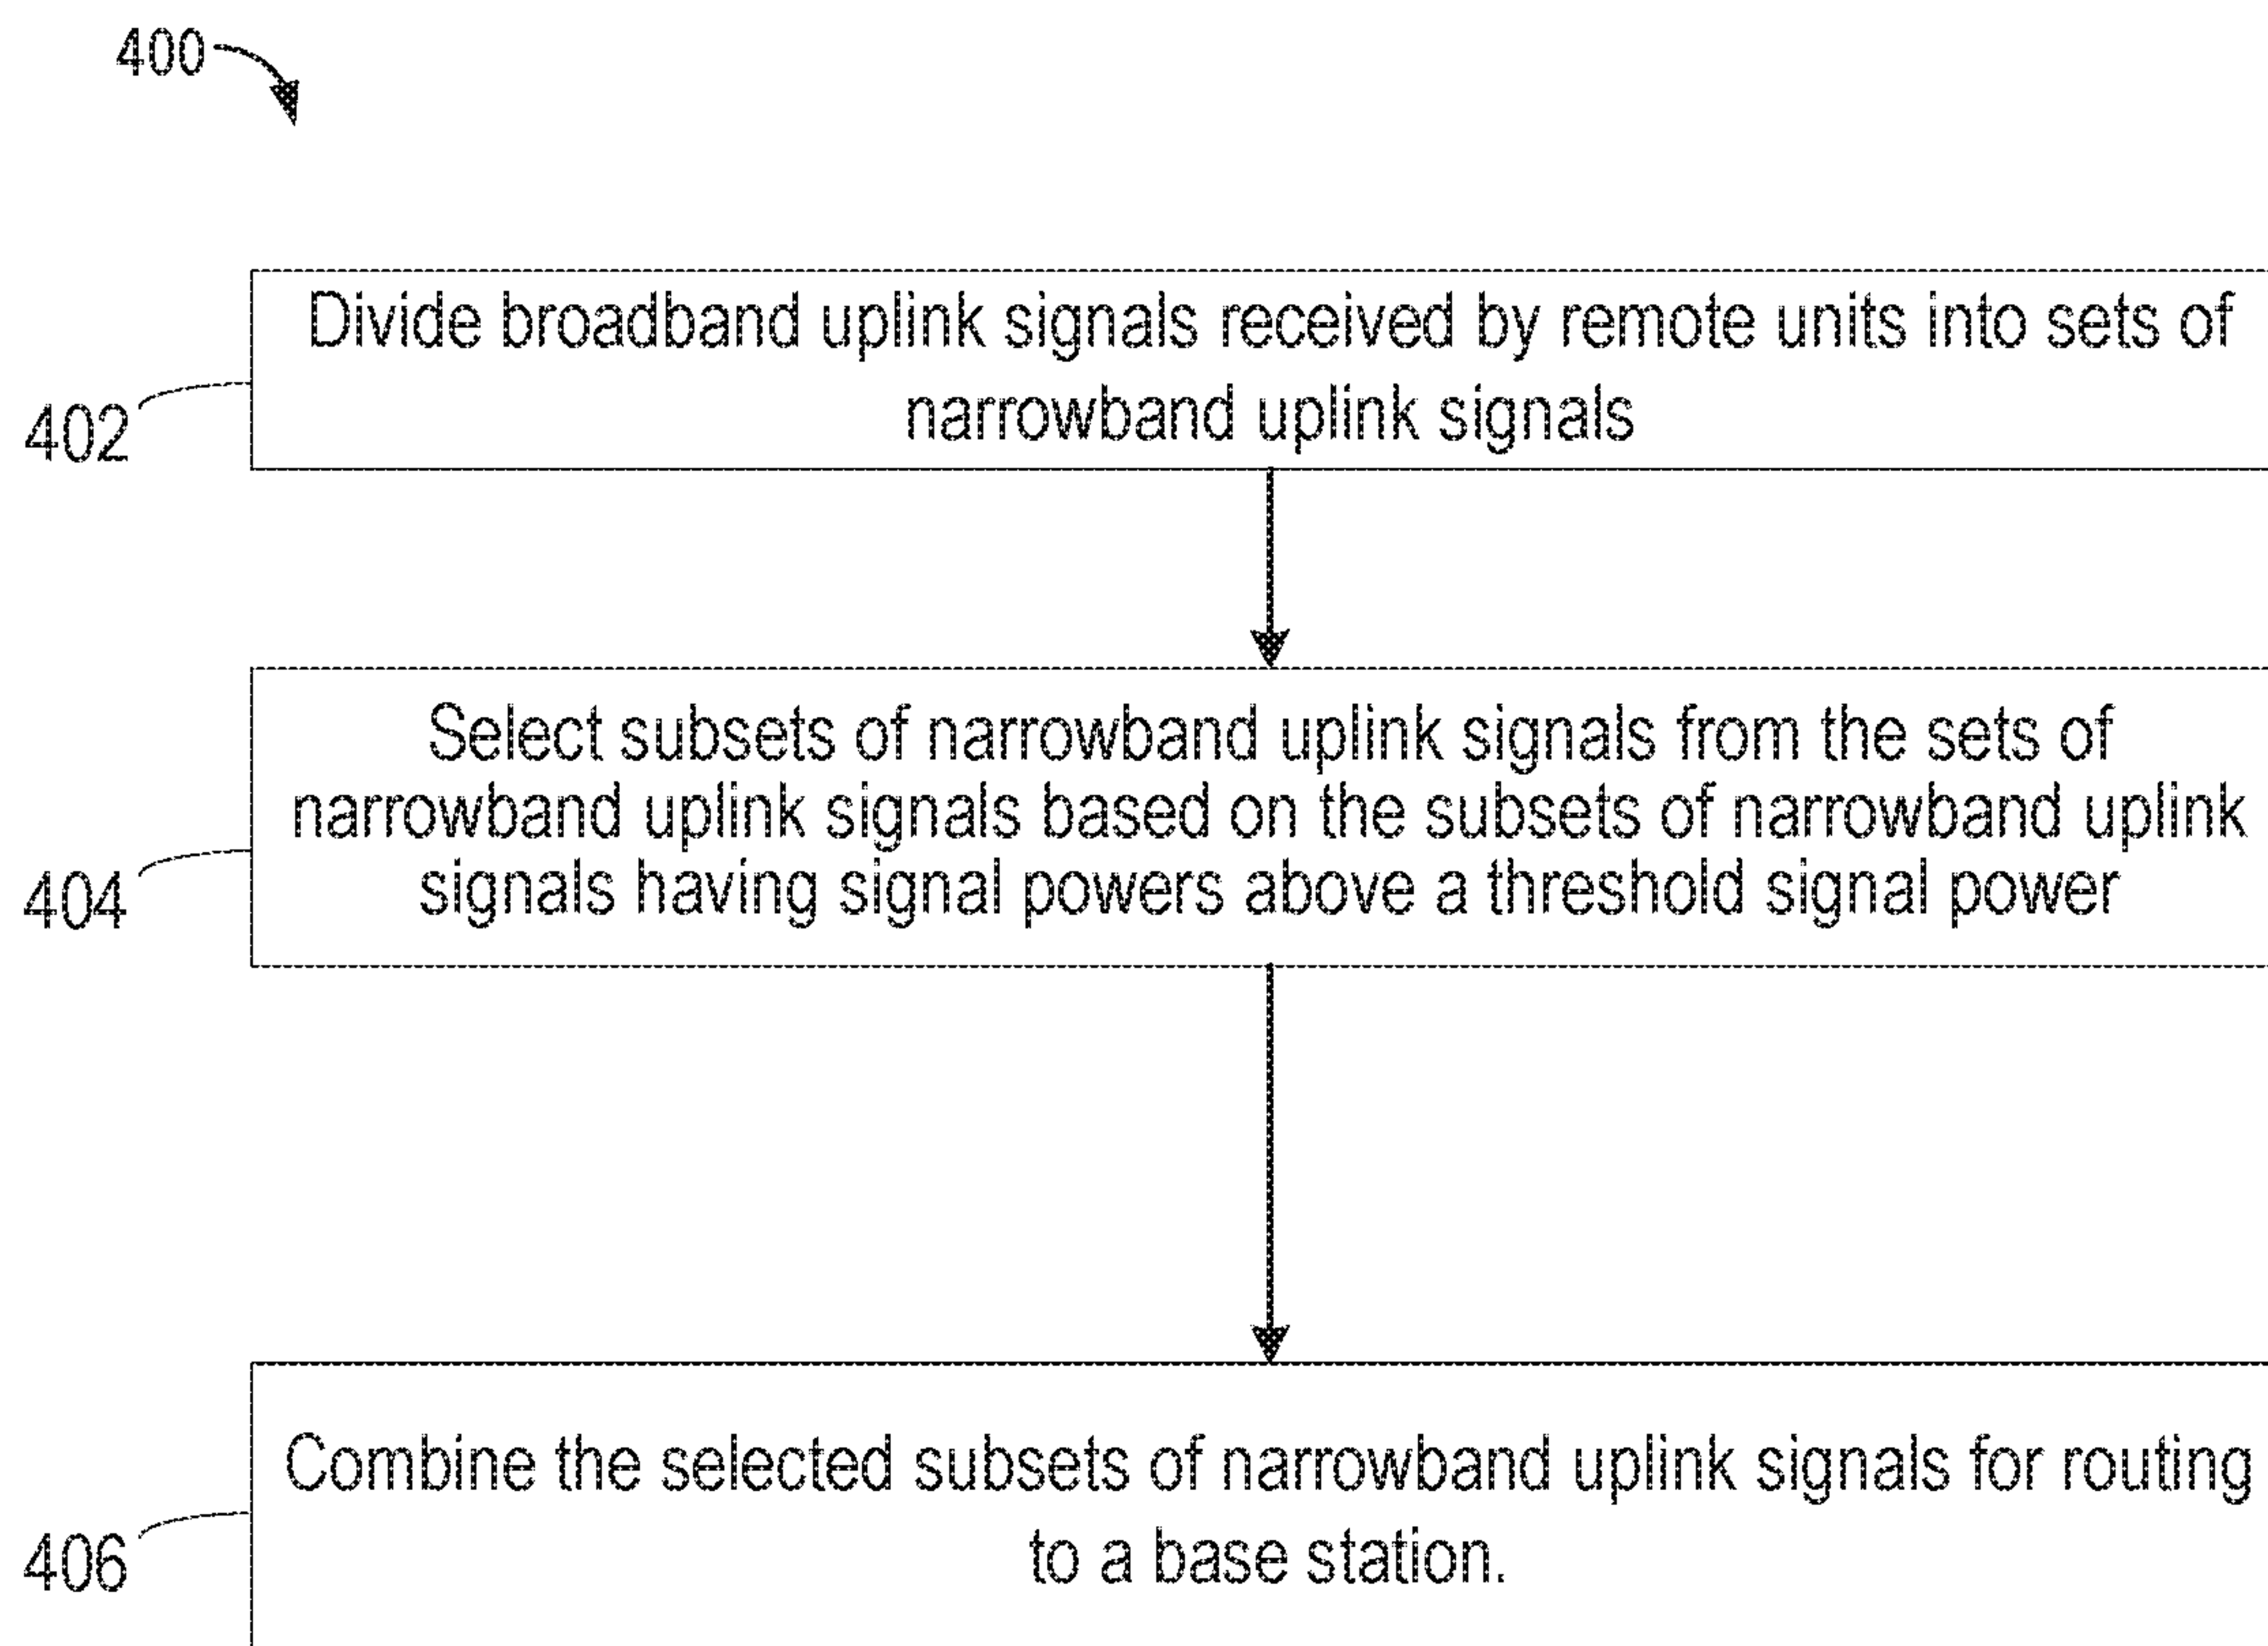 400
Divide broadband uplink signals received by remote units into sets of
narrowband uplink signals
402
Select subsets of narrowband uplink signals from the sets of
narrowband uplink signals based on the subsets of narrowband uplink
signals having signal powers above a threshold signal power
404
Combine the selected subsets of narrowband uplink signals for routing
to a base station.
406